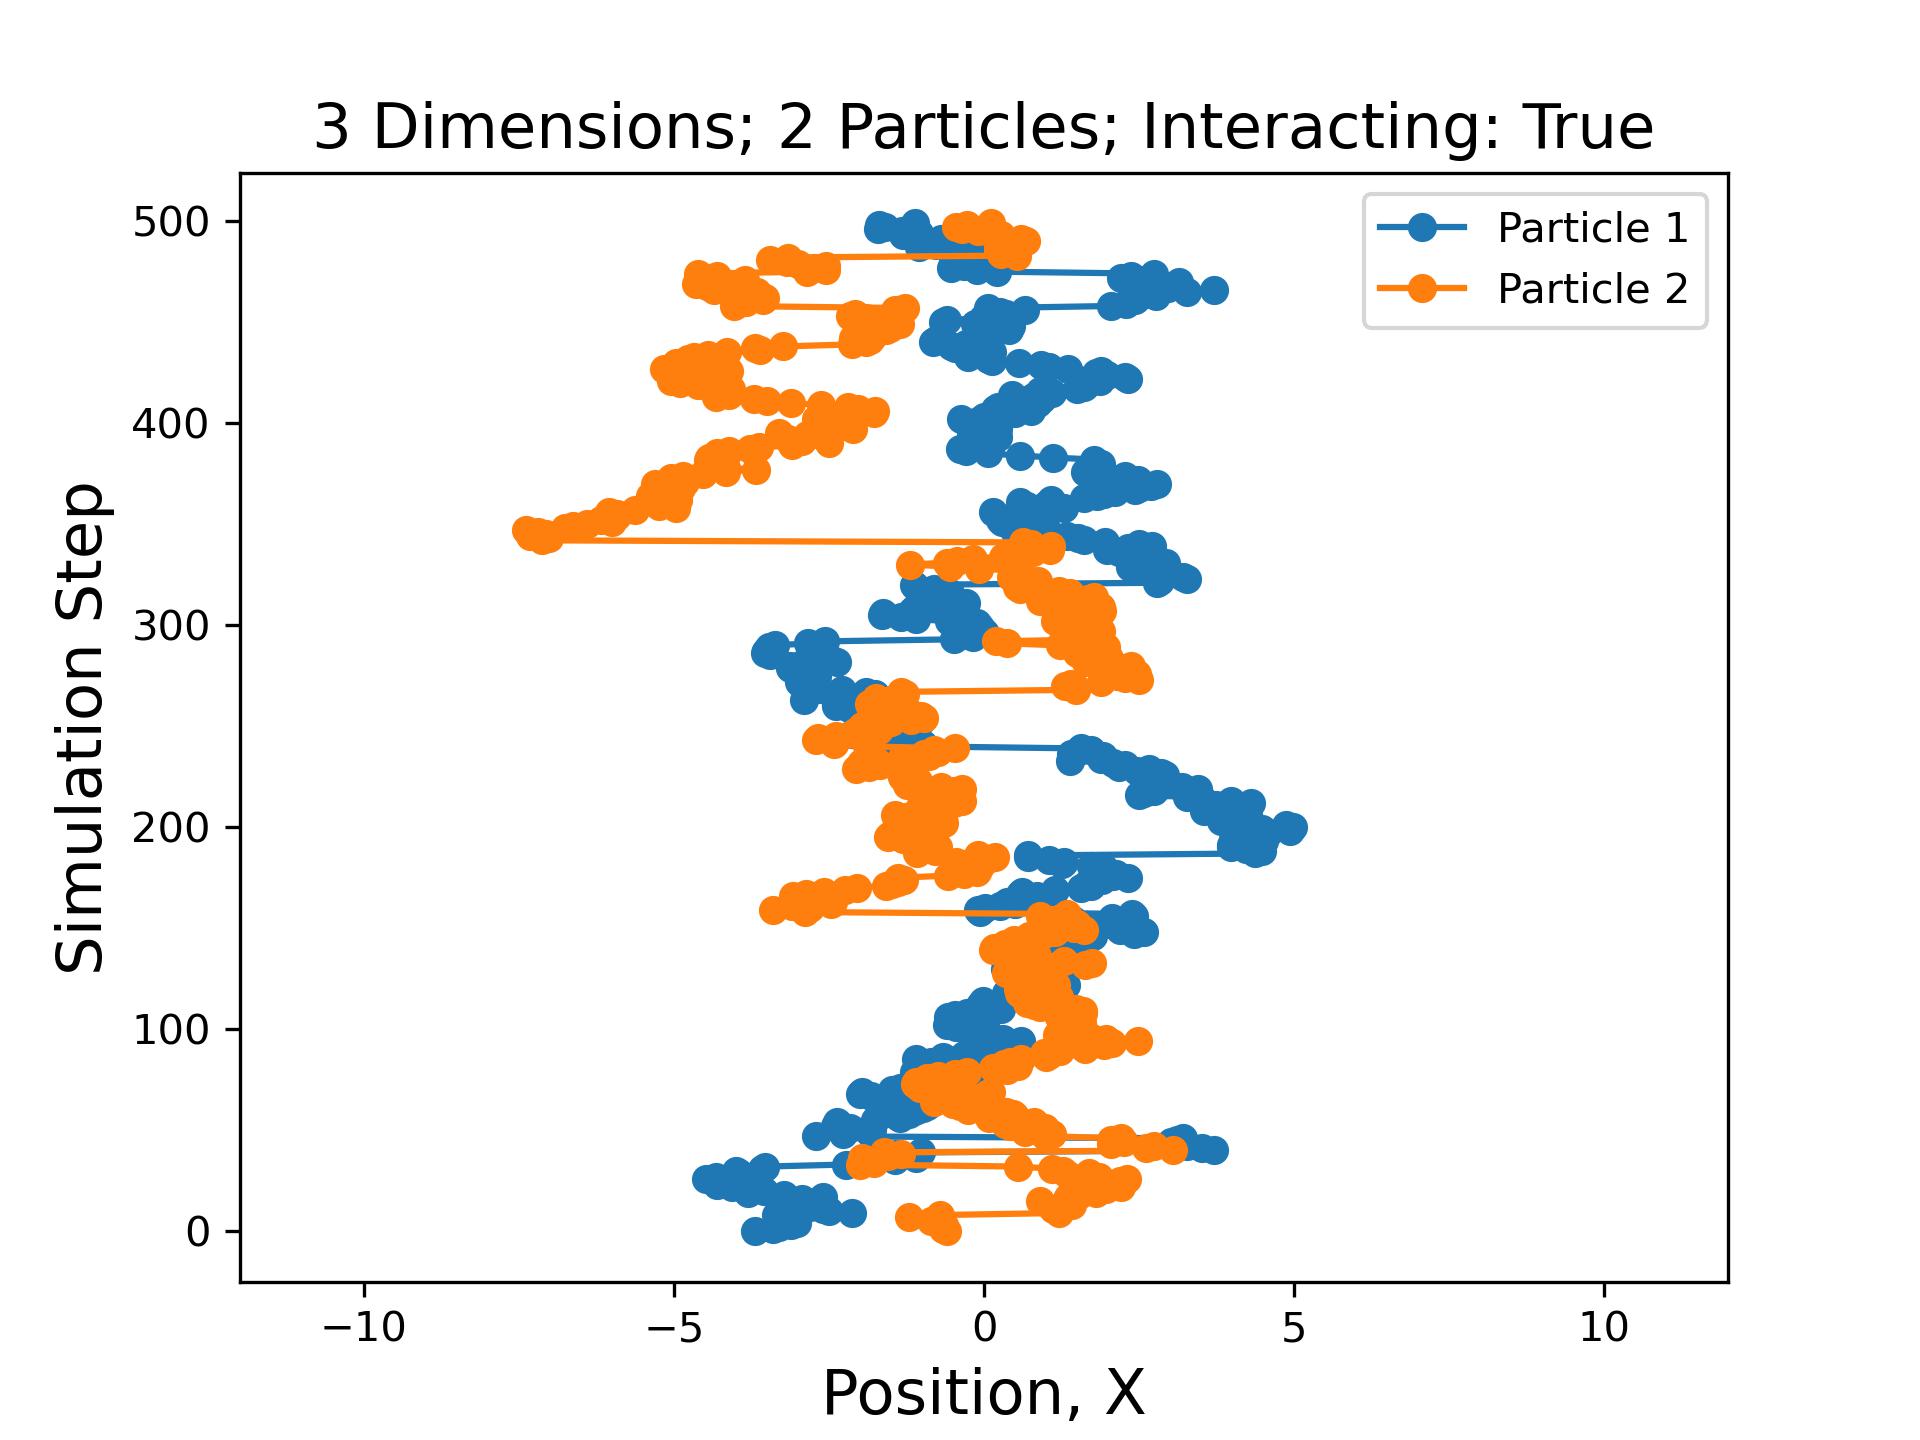 3 Dimensions; 2 Particles; Interacting: True
Particle 1
Particle 2
Simulation Step
500
400
300
200
100
0
−10
−5
0
5
10
Position, X